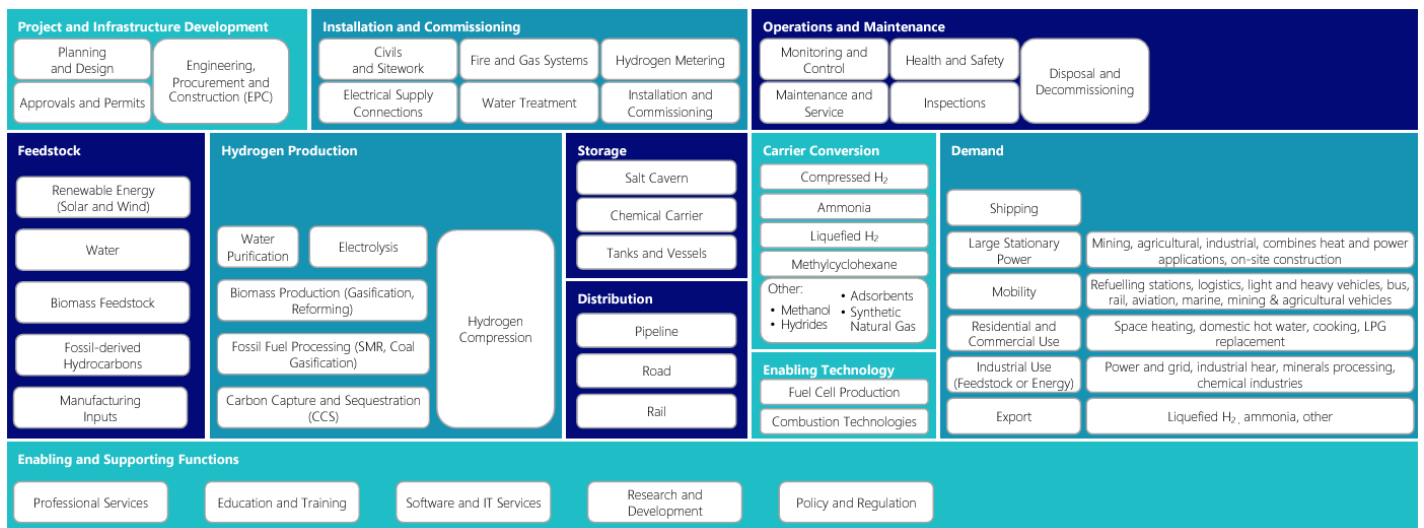 Project and Infrastructure Development
Planning
and Design
Approvals and Permits
Engineering,
Procurement and
Construction (EPC)
Installation and Commissioning
Civils
and Sitework
Fire and Gas Systems
Hydrogen Metering
Electrical Supply
Connections
Water Treatment
Installation and
Commissioning
Operations and Maintenance
Monitoring and
Control
Health and Safety
Maintenance and
Service
Inspections
Disposal and
Decommissioning
Feedstock
Renewable Energy
(Solar and Wind)
Water
Biomass Feedstock
Fossil-derived
Hydrocarbons
Manufacturing
Inputs
Hydrogen Production
Water
Purification
Electrolysis
Biomass Production (Gasification,
Reforming)
Fossil Fuel Processing (SMR, Coal
Gasification)
Carbon Capture and Sequestration
(CCS)
Hydrogen
Compression
Storage
Salt Cavern
Chemical Carrier
Tanks and Vessels
Distribution
Pipeline
Road
Rail
Carrier Conversion
Compressed H₂
Ammonia
Liquefied H₂
Methylcyclohexane
Other:
• Methanol
• Hydrides
• Adsorbents
• Synthetic
Natural Gas
Enabling Technology
Fuel Cell Production
Combustion Technologies
Demand
Shipping
Large Stationary
Power
Mining, agricultural, industrial, combines heat and power
applications, on-site construction
Mobility
Refuelling stations, logistics, light and heavy vehicles, bus,
rail, aviation, marine, mining & agricultural vehicles
Residential and
Commercial Use
Space heating, domestic hot water, cooking, LPG
replacement
Industrial Use
(Feedstock or Energy)
Power and grid, industrial hear, minerals processing,
chemical industries
Export
Liquefied H₂ , ammonia, other
Enabling and Supporting Functions
Professional Services
Education and Training
Software and IT Services
Research and
Development
Policy and Regulation